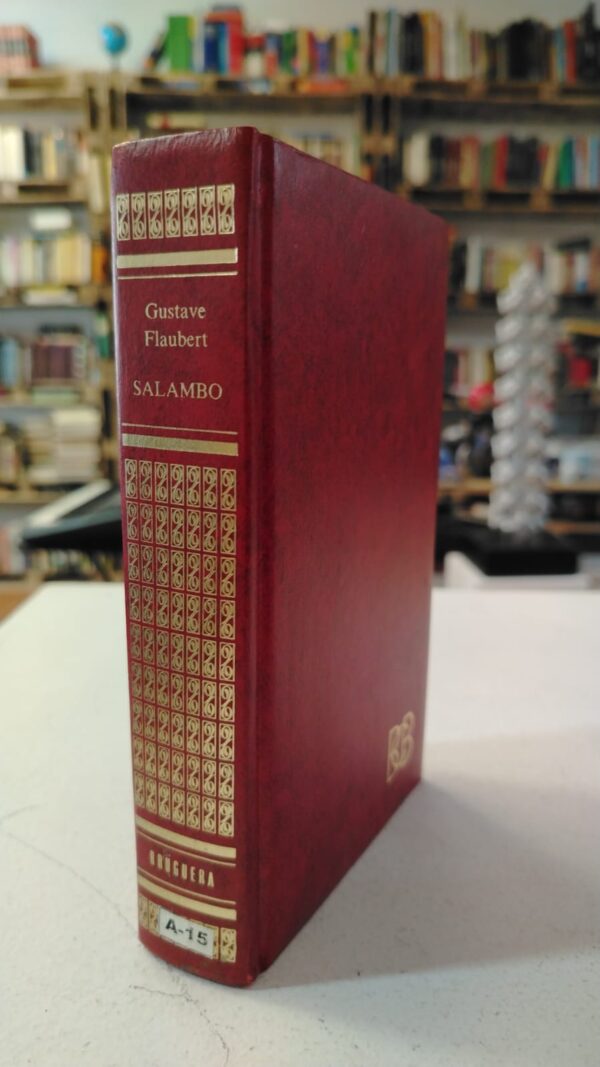 Gustave
Flaubert
SALAMBO
BRUGUERA
A-15